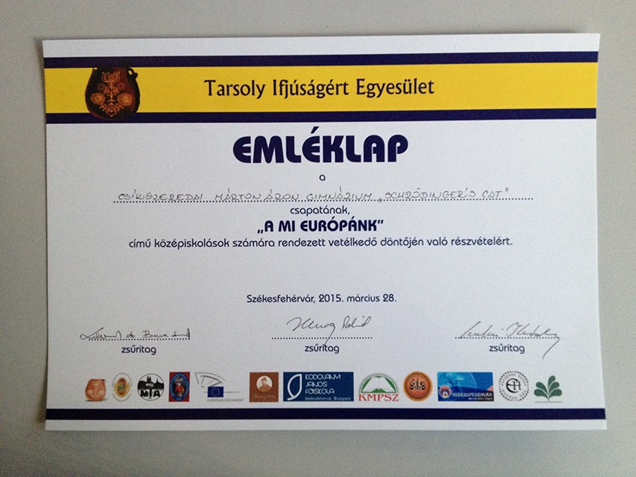 Tarsoly Ifjúságért Egyesület
EMLÉKLAP
a
CSÍKSZEREDAI MÁRTON ÁRON GIMNÁZIUM „SCHRÖDINGER'S CAT"
csapatának,
„A MI EURÓPÁNK"
című középiskolások számára rendezett vetélkedő döntőjén való részvételért.
Székesfehérvár, 2015. március 28.
zsűritag zsűritag zsűritag
MTA
KODOLÁNYI
JÁNOS
FŐISKOLA
KMPSZ